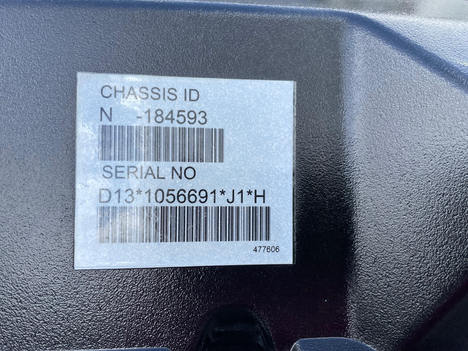 CHASSIS ID
N -184593
SERIAL NO
D13*1056691*J1*H
477606